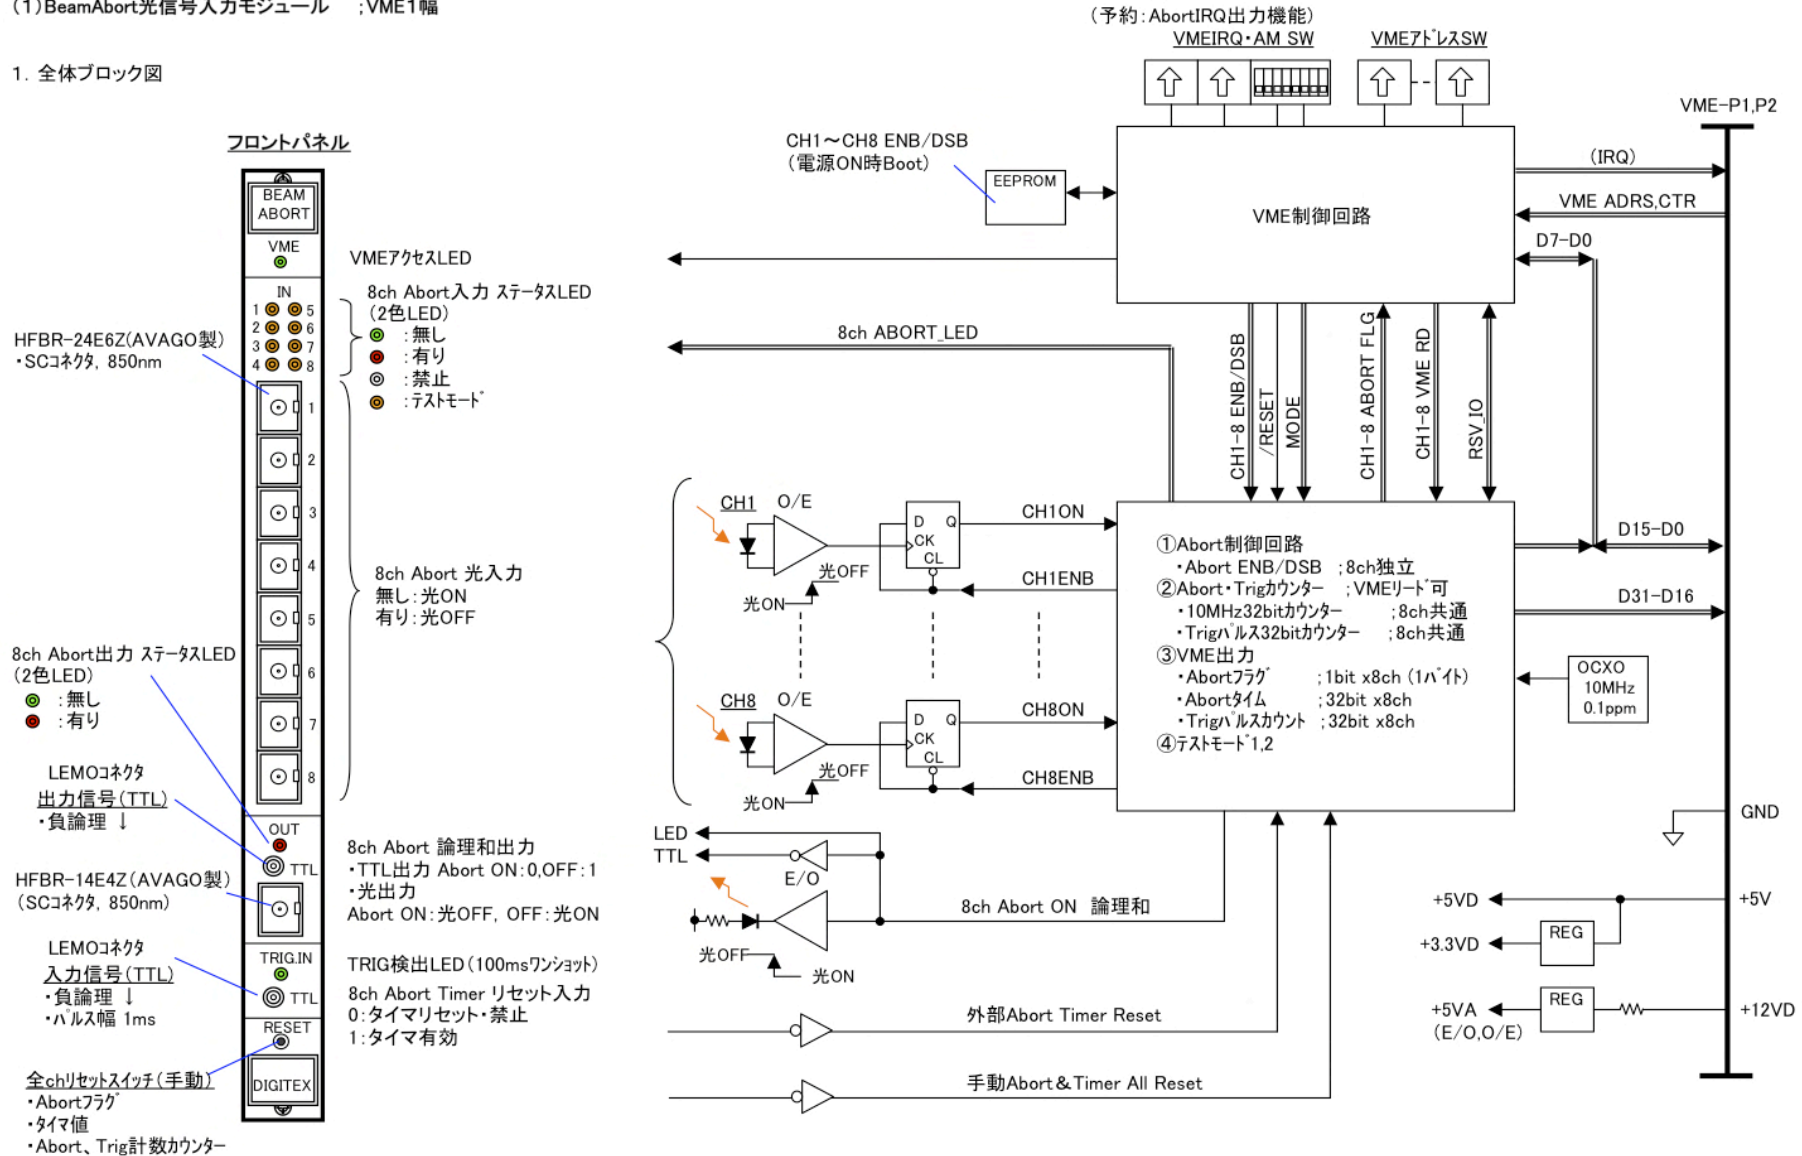 (1)BeamAbort光信号入力モジュール　;VME1幅
1. 全体ブロック図
フロントパネル
BEAM
ABORT
VME
VMEアクセスLED
IN
1 5
2 6
3 7
4 8
8ch Abort入力 ステータスLED
(2色LED)
:無し
:有り
:禁止
:テストモード
HFBR-24E6Z(AVAGO製)
・SCコネクタ, 850nm
1
2
3
4
5
6
7
8
8ch Abort 光入力
無し:光ON
有り:光OFF
8ch Abort出力 ステータスLED
(2色LED)
:無し
:有り
LEMOコネクタ
出力信号(TTL)
・負論理 ↓
OUT
TTL
8ch Abort 論理和出力
・TTL出力 Abort ON:0,OFF:1
・光出力
Abort ON:光OFF, OFF:光ON
HFBR-14E4Z(AVAGO製)
(SCコネクタ, 850nm)
LEMOコネクタ
入力信号(TTL)
・負論理 ↓
・パルス幅 1ms
TRIG.IN
TTL
TRIG検出LED(100msワンショット)
8ch Abort Timer リセット入力
0:タイマリセット・禁止
1:タイマ有効
RESET
DIGITEX
全chリセットスイッチ(手動)
・Abortフラグ
・タイマ値
・Abort、Trig計数カウンター
(予約:AbortIRQ出力機能)
VMEIRQ・AM SW
VMEアドレスSW
VME-P1,P2
CH1～CH8 ENB/DSB
(電源ON時Boot)
EEPROM
VME制御回路
(IRQ)
VME ADRS,CTR
D7-D0
8ch ABORT_LED
CH1-8 ENB/DSB
/RESET
MODE
CH1-8 ABORT FLG
CH1-8 VME RD
RSV_IO
CH1
O/E
D Q
CK
CL
CH1ON
CH1ENB
光OFF
光ON
CH8
O/E
D Q
CK
CL
CH8ON
CH8ENB
光OFF
光ON
①Abort制御回路
・Abort ENB/DSB ;8ch独立
②Abort・Trigカウンター ;VMEリード可
・10MHz32bitカウンター ;8ch共通
・Trigパルス32bitカウンター ;8ch共通
③VME出力
・Abortフラグ ;1bit x8ch (1バイト)
・Abortタイム ;32bit x8ch
・Trigパルスカウント ;32bit x8ch
④テストモード1,2
D15-D0
D31-D16
OCXO
10MHz
0.1ppm
LED
TTL
E/O
8ch Abort ON 論理和
光OFF
光ON
外部Abort Timer Reset
手動Abort＆Timer All Reset
GND
+5VD
+5V
+3.3VD
REG
+5VA
(E/O,O/E)
REG
+12VD